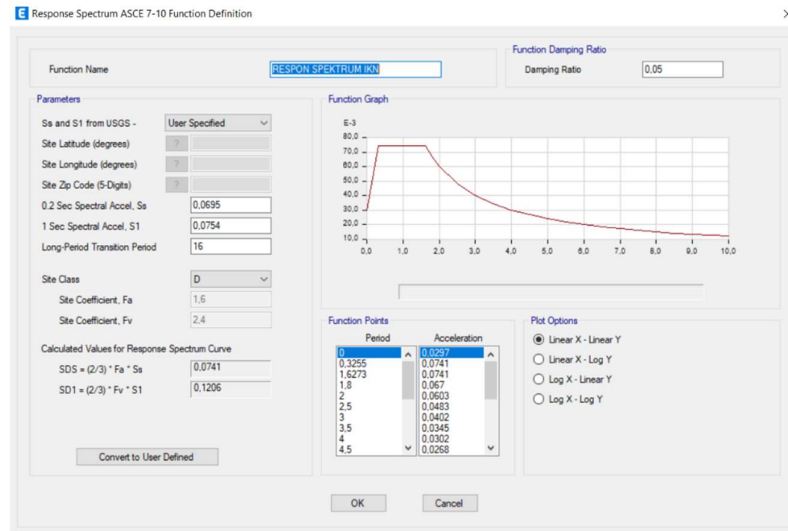 E Response Spectrum ASCE 7-10 Function Definition
Function Name
RESPON SPEKTRUM IKN
Function Damping Ratio
Damping Ratio
0,05
Parameters
Ss and S1 from USGS -
User Specified
Site Latitude (degrees)
?
Site Longitude (degrees)
?
Site Zip Code (5-Digits)
?
0.2 Sec Spectral Accel, Ss
0,0695
1 Sec Spectral Accel, S1
0,0754
Long-Period Transition Period
16
Site Class
D
Site Coefficient, Fa
1,6
Site Coefficient, Fv
2,4
Calculated Values for Response Spectrum Curve
SDS = (2/3) * Fa * Ss
0,0741
SD1 = (2/3) * Fv * S1
0,1206
Convert to User Defined
Function Graph
E-3
80,0
70,0
60,0
50,0
40,0
30,0
20,0
10,0
0,0 1,0 2,0 3,0 4,0 5,0 6,0 7,0 8,0 9,0 10,0
Function Points
Period Acceleration
0 0,0297
0,3255 0,0741
1,6273 0,0741
1,8 0,067
2 0,0603
2,5 0,0483
3 0,0402
3,5 0,0345
4 0,0302
4,5 0,0268
Plot Options
Linear X - Linear Y
Linear X - Log Y
Log X - Linear Y
Log X - Log Y
OK
Cancel